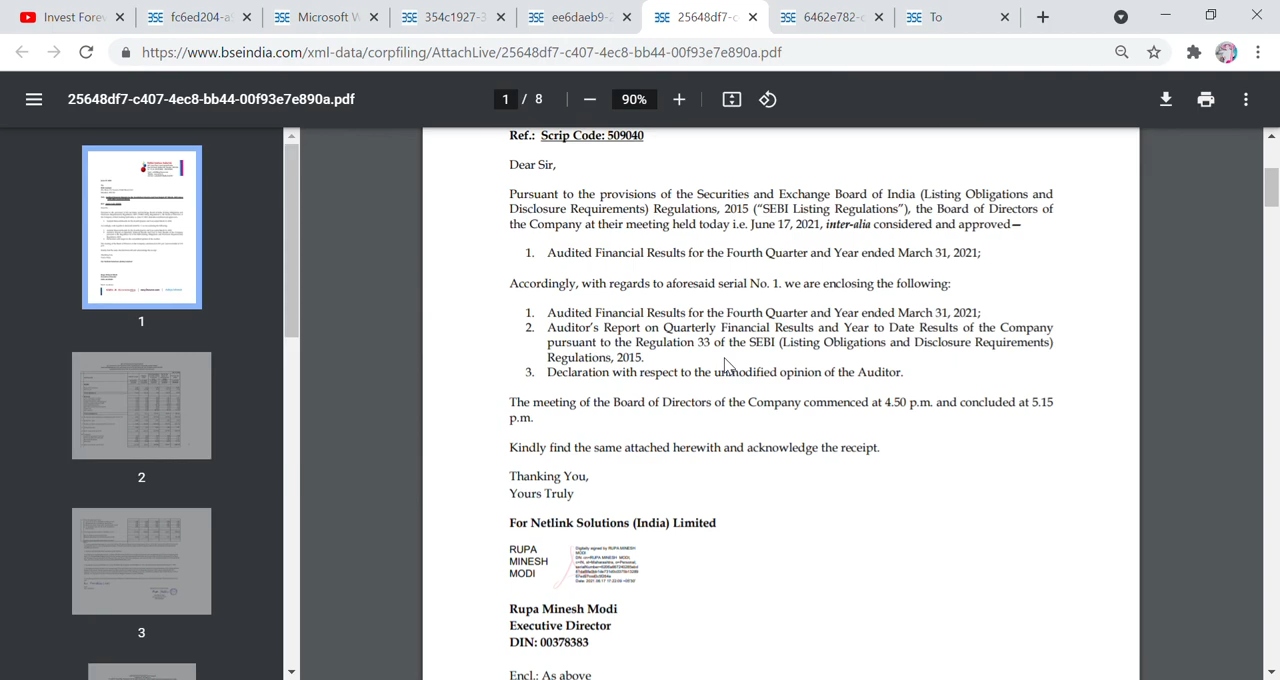 Invest Fore
fc6ed204-a
Microsoft W
354c1927-3
ee6daeb9-2
25648df7-c
6462e782-c
To
https://www.bseindia.com/xml-data/corpfiling/AttachLive/25648df7-c407-4ec8-bb44-00f93e7e890a.pdf
25648df7-c407-4ec8-bb44-00f93e7e890a.pdf
1 / 8
90%
1
2
3
Ref.: Scrip Code: 509040
Dear Sir,
Pursuant to the provisions of the Securities and Exchange Board of India (Listing Obligations and
Disclosure Requirements) Regulations, 2015 (“SEBI Listing Regulations”), the Board of Directors of
the Company at their meeting held today i.e. June 17, 2021, inter-alia considered and approved—
1. Audited Financial Results for the Fourth Quarter and Year ended March 31, 2021;
Accordingly, with regards to aforesaid serial No. 1. we are enclosing the following:
1. Audited Financial Results for the Fourth Quarter and Year ended March 31, 2021;
2. Auditor’s Report on Quarterly Financial Results and Year to Date Results of the Company
pursuant to the Regulation 33 of the SEBI (Listing Obligations and Disclosure Requirements)
Regulations, 2015.
3. Declaration with respect to the unmodified opinion of the Auditor.
The meeting of the Board of Directors of the Company commenced at 4.50 p.m. and concluded at 5.15
p.m.
Kindly find the same attached herewith and acknowledge the receipt.
Thanking You,
Yours Truly
For Netlink Solutions (India) Limited
RUPA
MINESH
MODI
Digitally signed by RUPA MINESH
MODI
Rupa Minesh Modi
Executive Director
DIN: 00378383
Encl.: As above